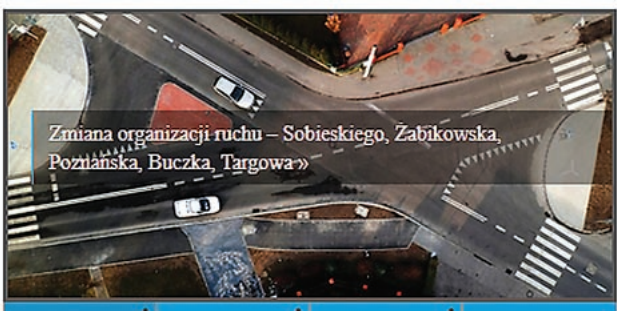 Zmiana organizacji ruchu – Sobieskiego, Żabikowska,
Poznańska, Buczka, Targowa »